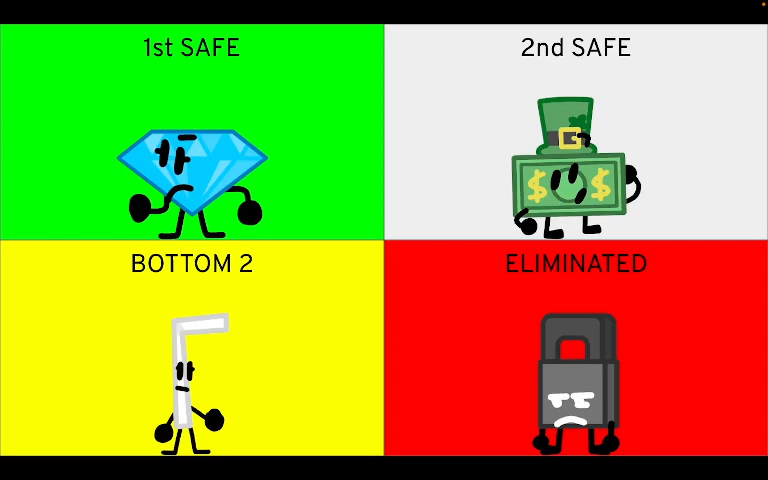 1st SAFE
2nd SAFE
$ $
BOTTOM 2
ELIMINATED